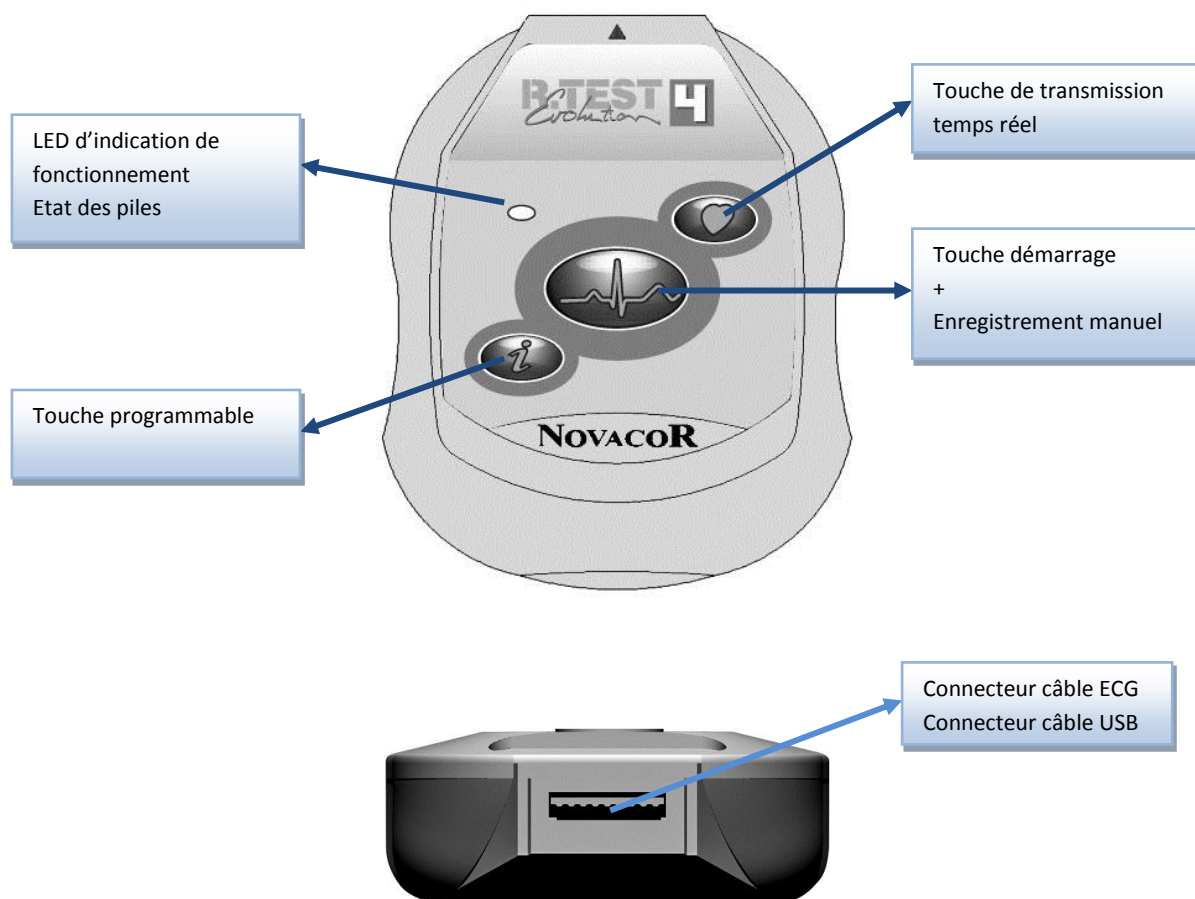 R.TEST 4
Evolution
LED d’indication de
fonctionnement
Etat des piles
Touche de transmission
temps réel
Touche démarrage
+
Enregistrement manuel
Touche programmable
i
NOVACOR
Connecteur câble ECG
Connecteur câble USB